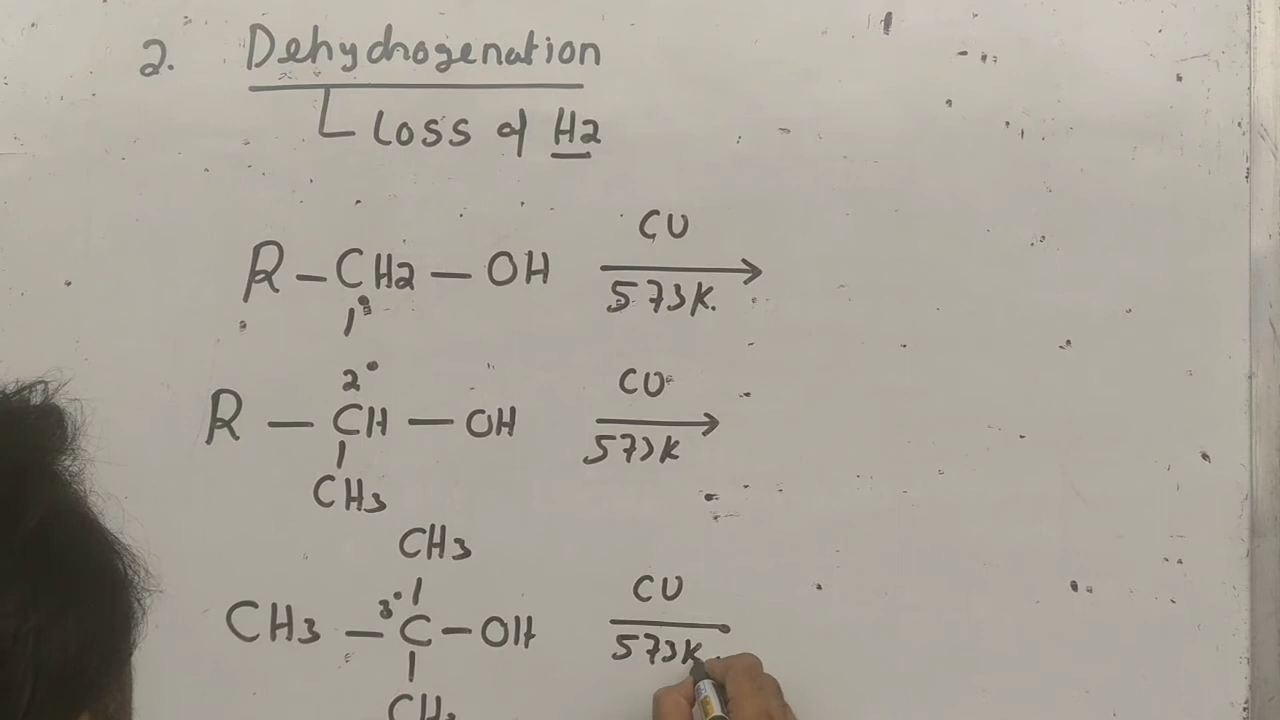 2. Dehydrogenation
Loss of H2
CU
R - CH2 - OH
573K.
1°
2°
CU
R - CH - OH
573K
CH3
CH3
CU
3°
CH3 - C - OH
573K